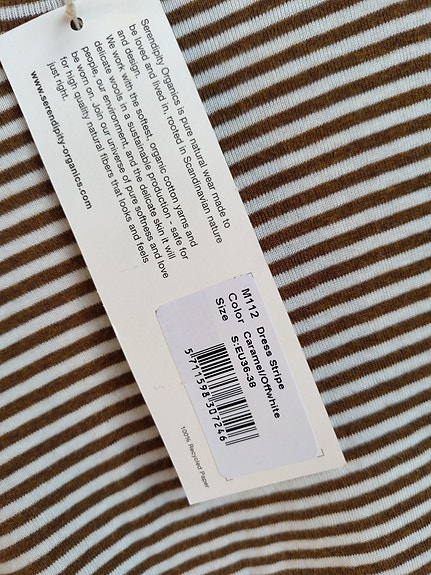 Serendipity Organics is pure natural wear made to
be loved and lived in, rooted in Scandinavian nature
and design.
We work with the softest, organic cotton yarns and
delicate wools in a sustainable production - safe for
people, our environment, and the delicate skin it will
be worn on. Join our universe of pure softness and love
for high quality natural fibers that looks and feels
just right.
www.serendipity-organics.com
M112 Dress Stripe
Color Caramel/Offwhite
Size S:EU36-38
5 711598 307246
100% Recycled Paper